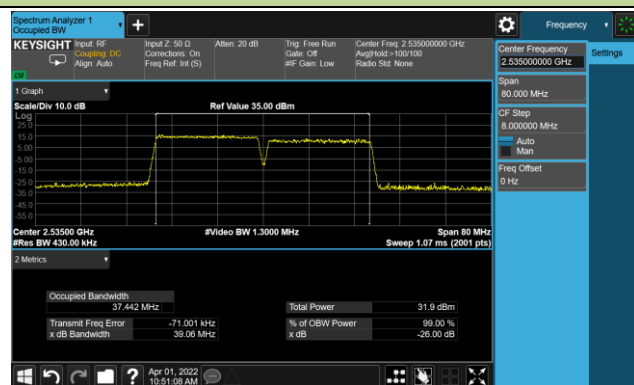 Spectrum Analyzer 1
Occupied BW
Frequency
KEYSIGHT
Input: RF
Coupling: DC
Align: Auto
Input Z: 50 Ω
Corrections: On
Freq Ref: Int (S)
Atten: 20 dB
Trig: Free Run
Gate: Off
#IF Gain: Low
Center Freq: 2.535000000 GHz
Avg|Hold:>100/100
Radio Std: None
Center Frequency
2.535000000 GHz
Settings
Span
80.000 MHz
CF Step
8.000000 MHz
Auto
Man
Freq Offset
0 Hz
1 Graph
Scale/Div 10.0 dB
Ref Value 35.00 dBm
Log
25.0
15.0
5.00
-5.00
-15.0
-25.0
-35.0
-45.0
-55.0
Center 2.53500 GHz
#Video BW 1.3000 MHz
Span 80 MHz
#Res BW 430.00 kHz
Sweep 1.07 ms (2001 pts)
2 Metrics
Occupied Bandwidth
37.442 MHz
Total Power 31.9 dBm
Transmit Freq Error -71.001 kHz
% of OBW Power 99.00 %
x dB Bandwidth 39.06 MHz
x dB -26.00 dB
Apr 01, 2022
10:51:08 AM